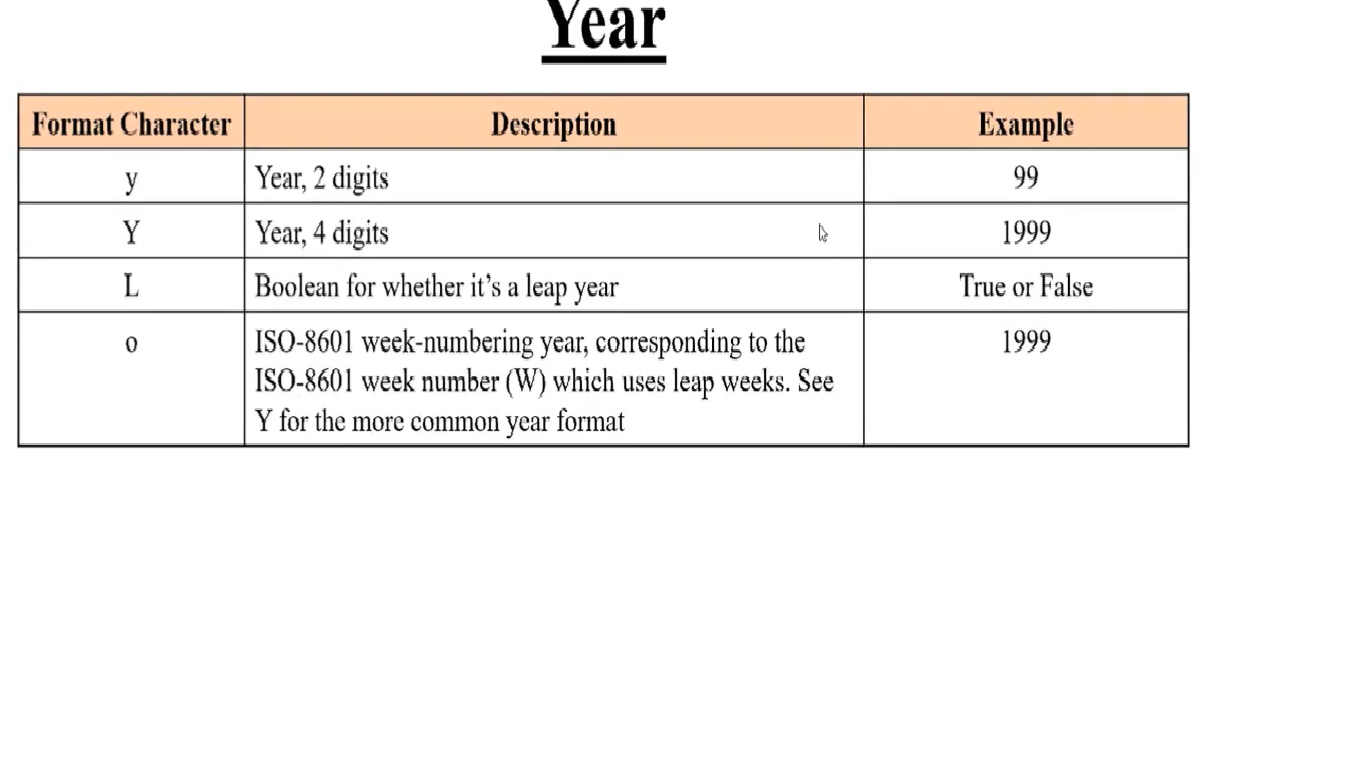 Year
Format Character Description Example
y Year, 2 digits 99
Y Year, 4 digits 1999
L Boolean for whether it’s a leap year True or False
o ISO-8601 week-numbering year, corresponding to the 1999
ISO-8601 week number (W) which uses leap weeks. See
Y for the more common year format